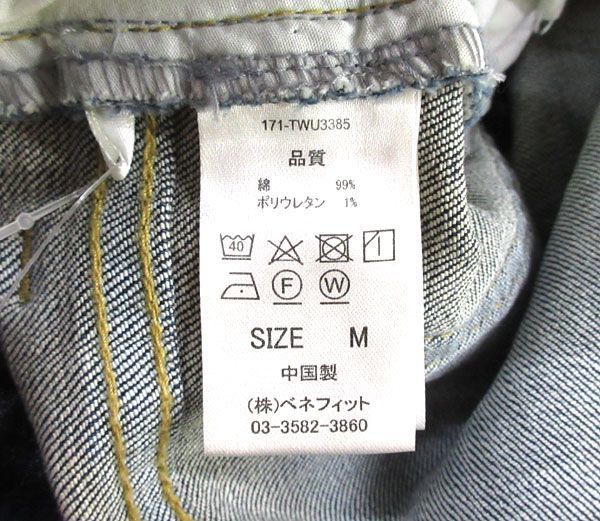 171-TWU3385
品質
綿 99%
ポリウレタン 1%
40
F W
SIZE M
中国製
(株)ベネフィット
03-3582-3860